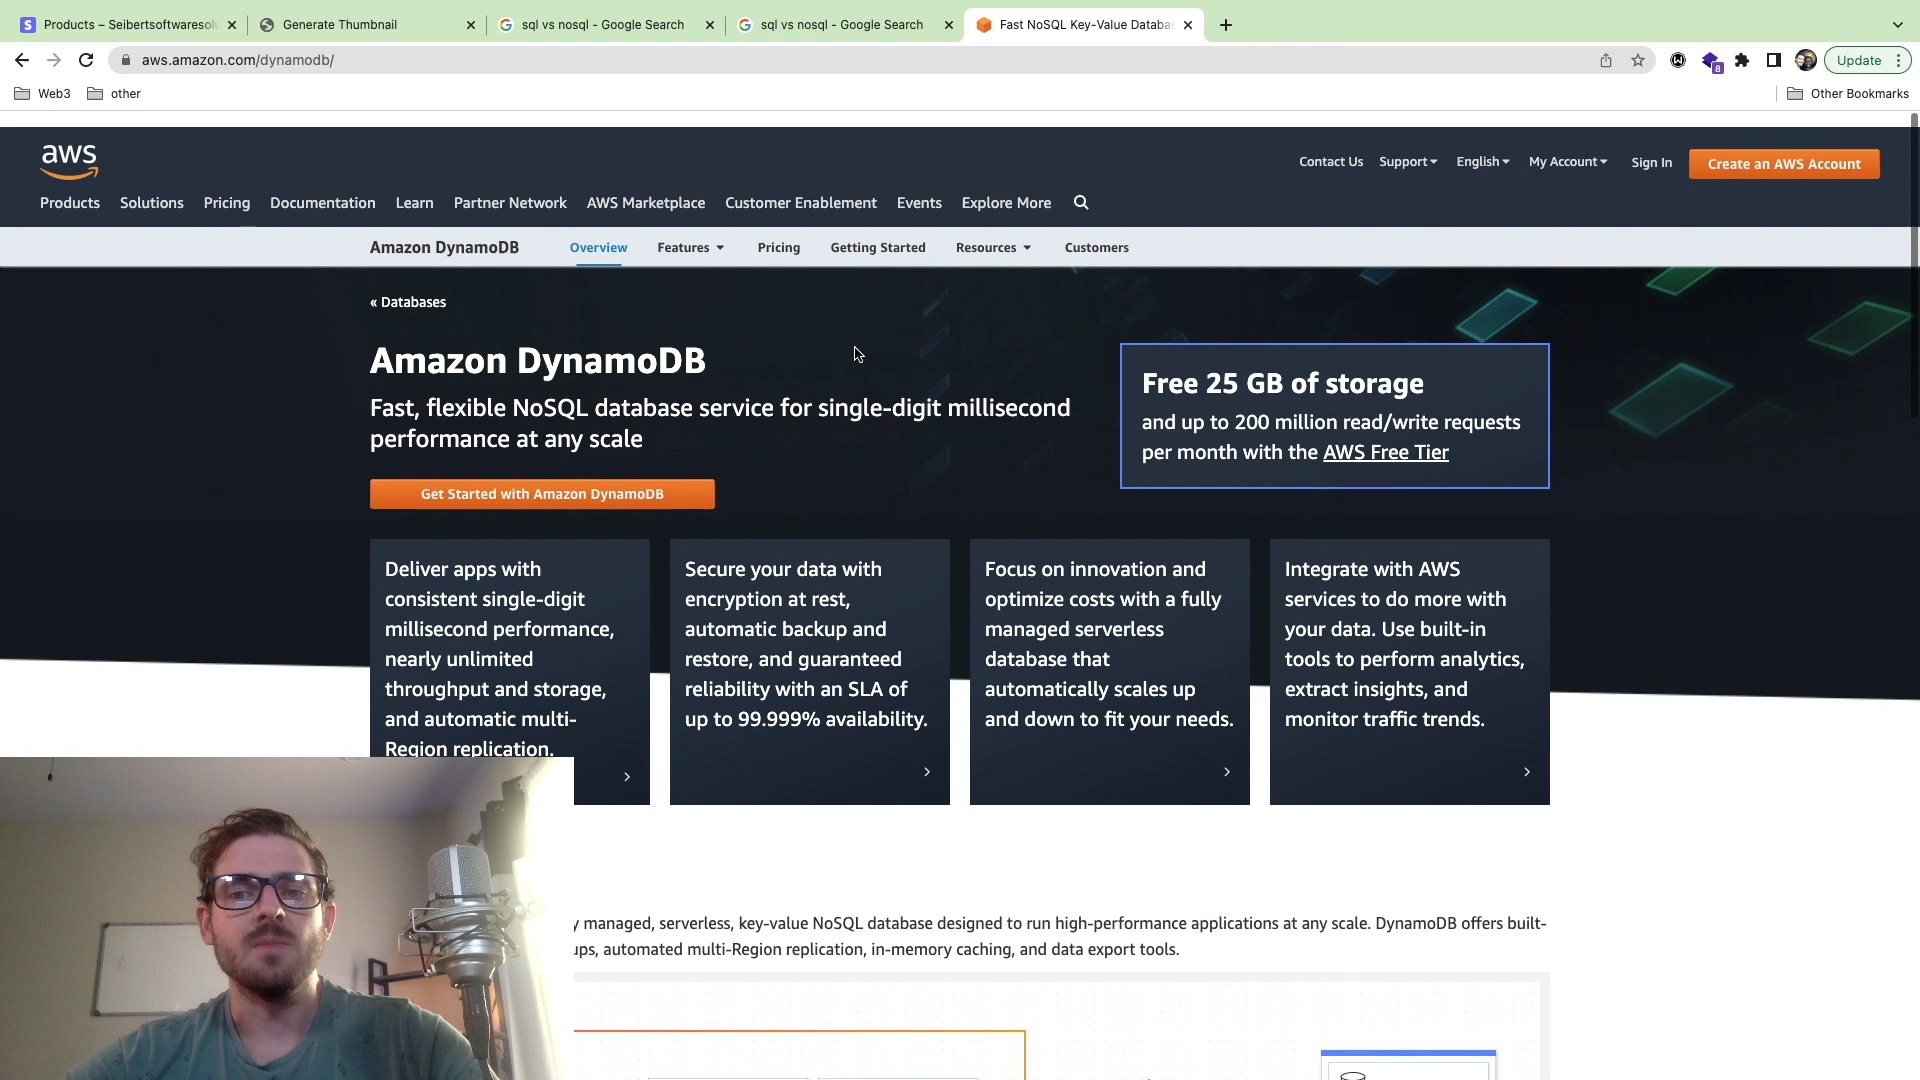 Products – Seibertsoftwaresol
Generate Thumbnail
sql vs nosql - Google Search
sql vs nosql - Google Search
Fast NoSQL Key-Value Databa
aws.amazon.com/dynamodb/
8
Update
Web3
other
Other Bookmarks
aws
Contact Us
Support
English
My Account
Sign In
Create an AWS Account
Products
Solutions
Pricing
Documentation
Learn
Partner Network
AWS Marketplace
Customer Enablement
Events
Explore More
Amazon DynamoDB
Overview
Features
Pricing
Getting Started
Resources
Customers
« Databases
Amazon DynamoDB
Fast, flexible NoSQL database service for single-digit millisecond
performance at any scale
Get Started with Amazon DynamoDB
Free 25 GB of storage
and up to 200 million read/write requests
per month with the AWS Free Tier
Deliver apps with
consistent single-digit
millisecond performance,
nearly unlimited
throughput and storage,
and automatic multi-
Region replication.
Secure your data with
encryption at rest,
automatic backup and
restore, and guaranteed
reliability with an SLA of
up to 99.999% availability.
Focus on innovation and
optimize costs with a fully
managed serverless
database that
automatically scales up
and down to fit your needs.
Integrate with AWS
services to do more with
your data. Use built-in
tools to perform analytics,
extract insights, and
monitor traffic trends.
y managed, serverless, key-value NoSQL database designed to run high-performance applications at any scale. DynamoDB offers built-
ups, automated multi-Region replication, in-memory caching, and data export tools.